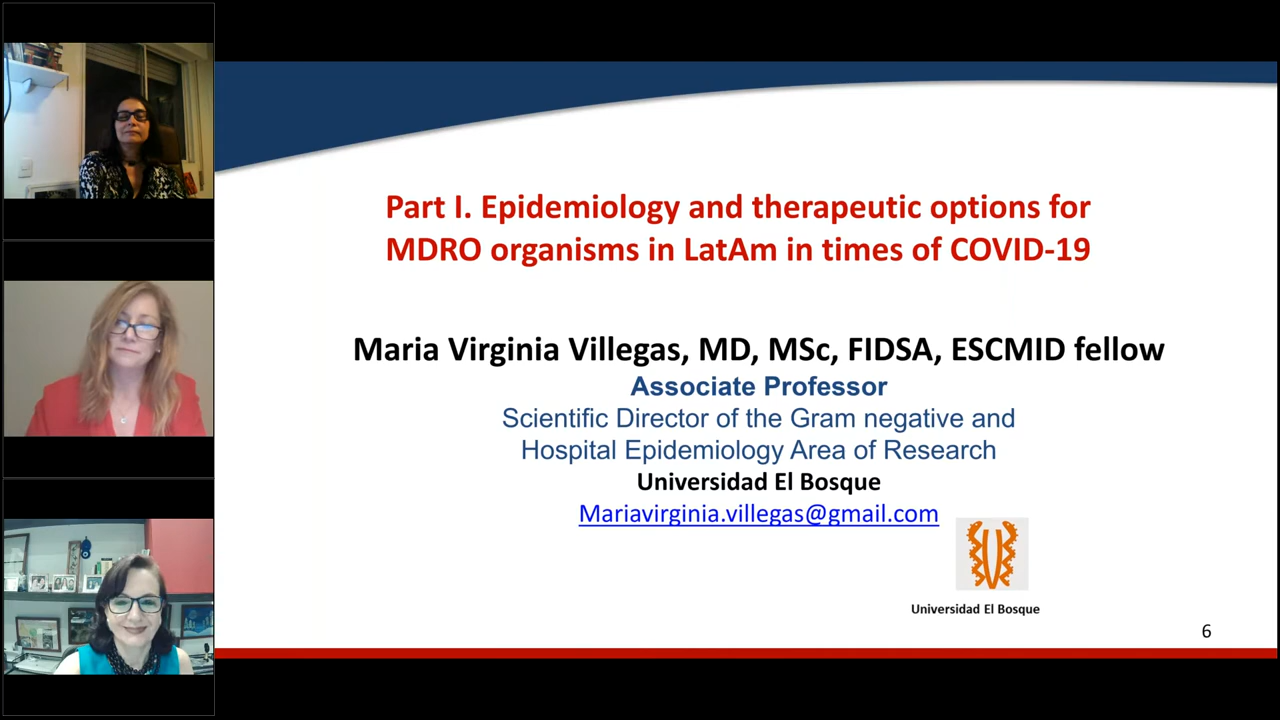 Part I. Epidemiology and therapeutic options for
MDRO organisms in LatAm in times of COVID-19
Maria Virginia Villegas, MD, MSc, FIDSA, ESCMID fellow
Associate Professor
Scientific Director of the Gram negative and
Hospital Epidemiology Area of Research
Universidad El Bosque
Mariavirginia.villegas@gmail.com
Universidad El Bosque
6